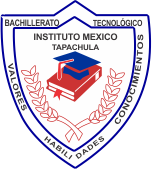 BACHILLERATO TECNOLÓGICO
INSTITUTO MEXICO
TAPACHULA
VALORES
HABILIDADES
CONOCIMIENTOS